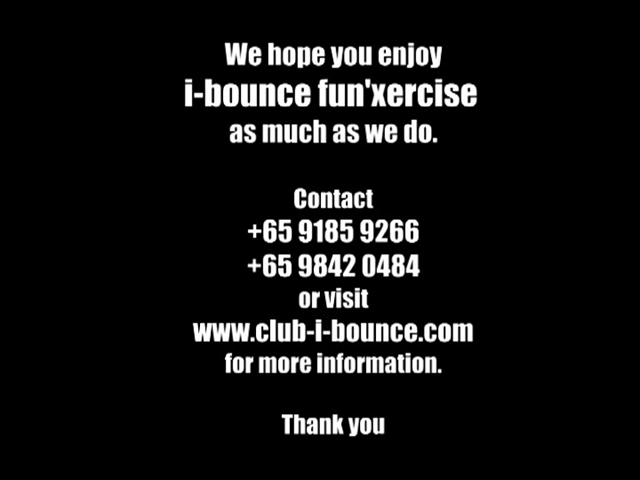 We hope you enjoy
i-bounce fun'xercise
as much as we do.
Contact
+65 9185 9266
+65 9842 0484
or visit
www.club-i-bounce.com
for more information.
Thank you